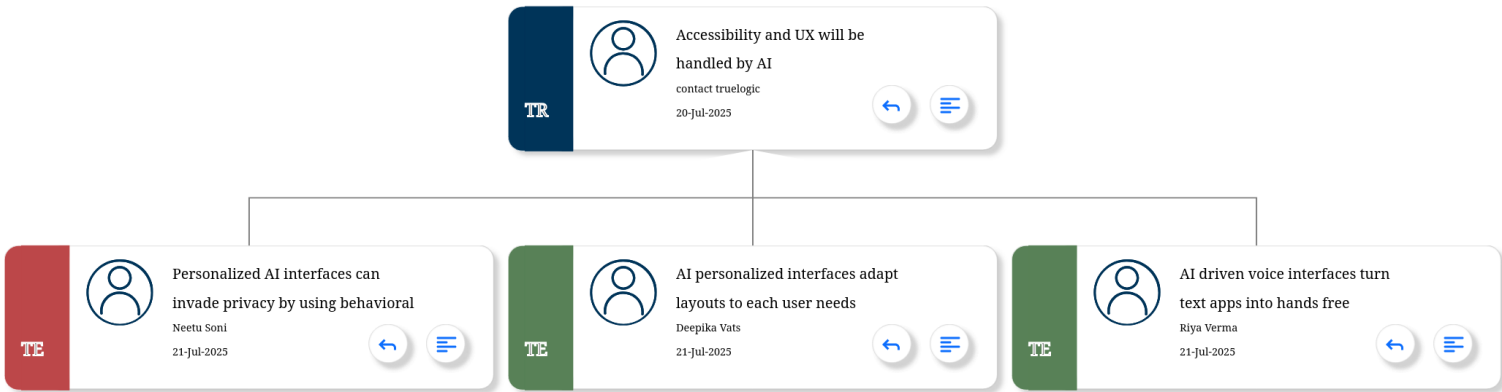 Accessibility and UX will be
handled by AI
contact truelogic
20-Jul-2025
TR
Personalized AI interfaces can
invade privacy by using behavioral
Neetu Soni
21-Jul-2025
TE
AI personalized interfaces adapt
layouts to each user needs
Deepika Vats
21-Jul-2025
TE
AI driven voice interfaces turn
text apps into hands free
Riya Verma
21-Jul-2025
TE